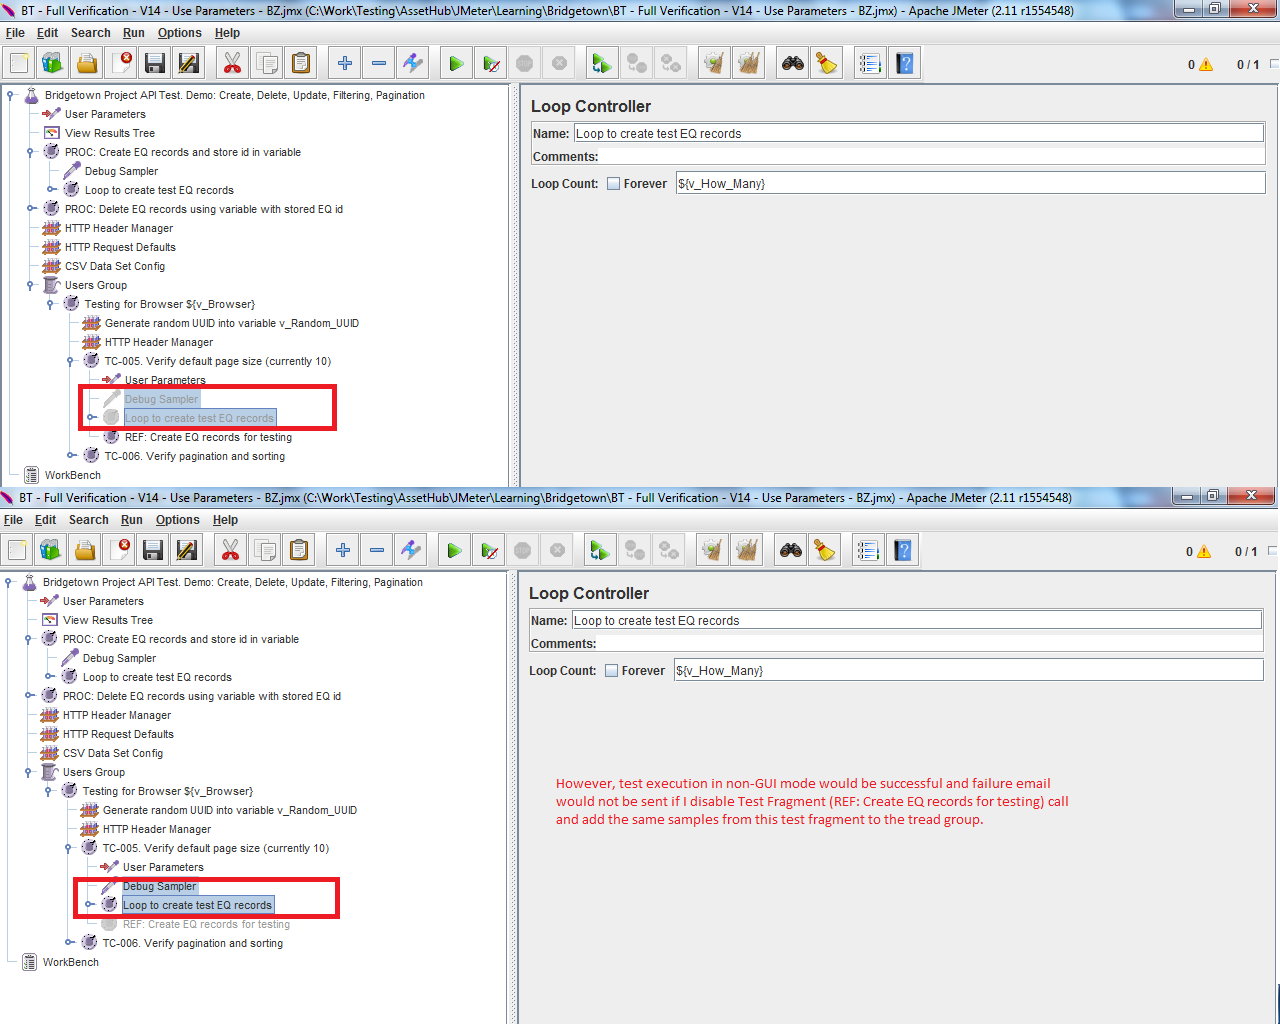 BT - Full Verification - V14 - Use Parameters - BZ.jmx (C:\Work\Testing\AssetHub\JMeter\Learning\Bridgetown\BT - Full Verification - V14 - Use Parameters - BZ.jmx) - Apache JMeter (2.11 r1554548)
File Edit Search Run Options Help
0 0 / 1
Bridgetown Project API Test. Demo: Create, Delete, Update, Filtering, Pagination
User Parameters
View Results Tree
PROC: Create EQ records and store id in variable
Debug Sampler
Loop to create test EQ records
PROC: Delete EQ records using variable with stored EQ id
HTTP Header Manager
HTTP Request Defaults
CSV Data Set Config
Users Group
Testing for Browser ${v_Browser}
Generate random UUID into variable v_Random_UUID
HTTP Header Manager
TC-005. Verify default page size (currently 10)
User Parameters
Debug Sampler
Loop to create test EQ records
REF: Create EQ records for testing
TC-006. Verify pagination and sorting
WorkBench
Loop Controller
Name: Loop to create test EQ records
Comments:
Loop Count: Forever ${v_How_Many}
BT - Full Verification - V14 - Use Parameters - BZ.jmx (C:\Work\Testing\AssetHub\JMeter\Learning\Bridgetown\BT - Full Verification - V14 - Use Parameters - BZ.jmx) - Apache JMeter (2.11 r1554548)
File Edit Search Run Options Help
0 0 / 1
Bridgetown Project API Test. Demo: Create, Delete, Update, Filtering, Pagination
User Parameters
View Results Tree
PROC: Create EQ records and store id in variable
Debug Sampler
Loop to create test EQ records
PROC: Delete EQ records using variable with stored EQ id
HTTP Header Manager
HTTP Request Defaults
CSV Data Set Config
Users Group
Testing for Browser ${v_Browser}
Generate random UUID into variable v_Random_UUID
HTTP Header Manager
TC-005. Verify default page size (currently 10)
User Parameters
Debug Sampler
Loop to create test EQ records
REF: Create EQ records for testing
TC-006. Verify pagination and sorting
WorkBench
Loop Controller
Name: Loop to create test EQ records
Comments:
Loop Count: Forever ${v_How_Many}
However, test execution in non-GUI mode would be successful and failure email
would not be sent if I disable Test Fragment (REF: Create EQ records for testing) call
and add the same samples from this test fragment to the tread group.